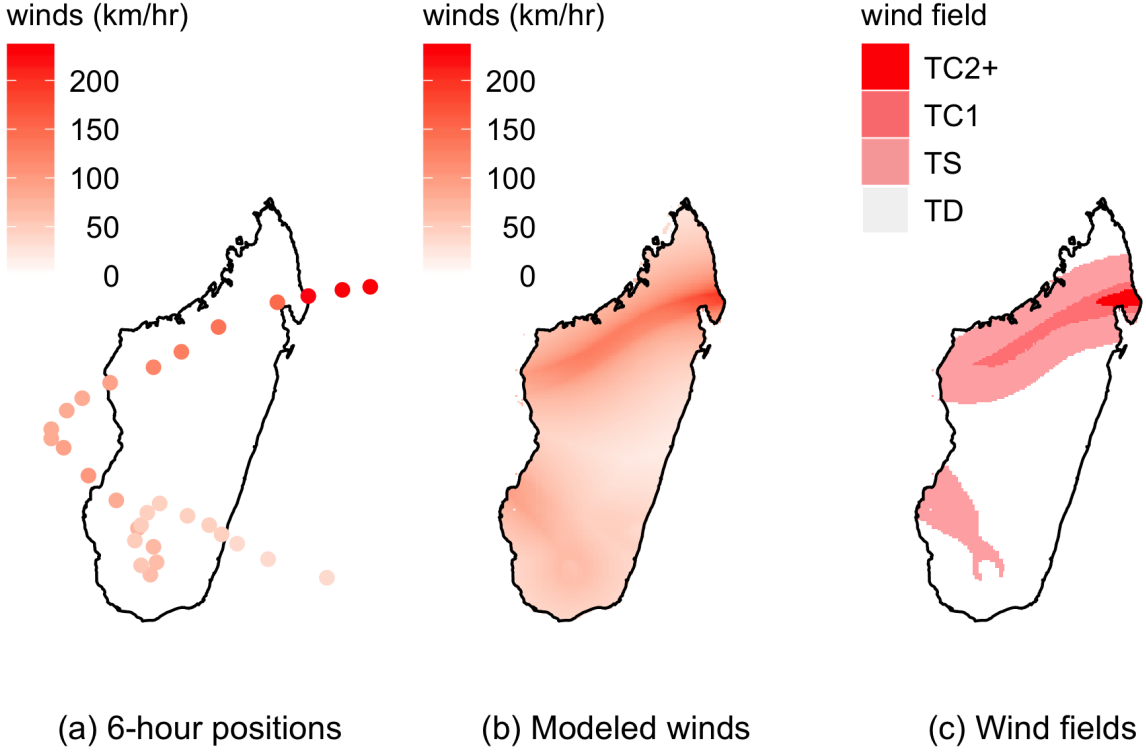 winds (km/hr)
200
150
100
50
0
(a) 6-hour positions
winds (km/hr)
200
150
100
50
0
(b) Modeled winds
wind field
TC2+
TC1
TS
TD
(c) Wind fields